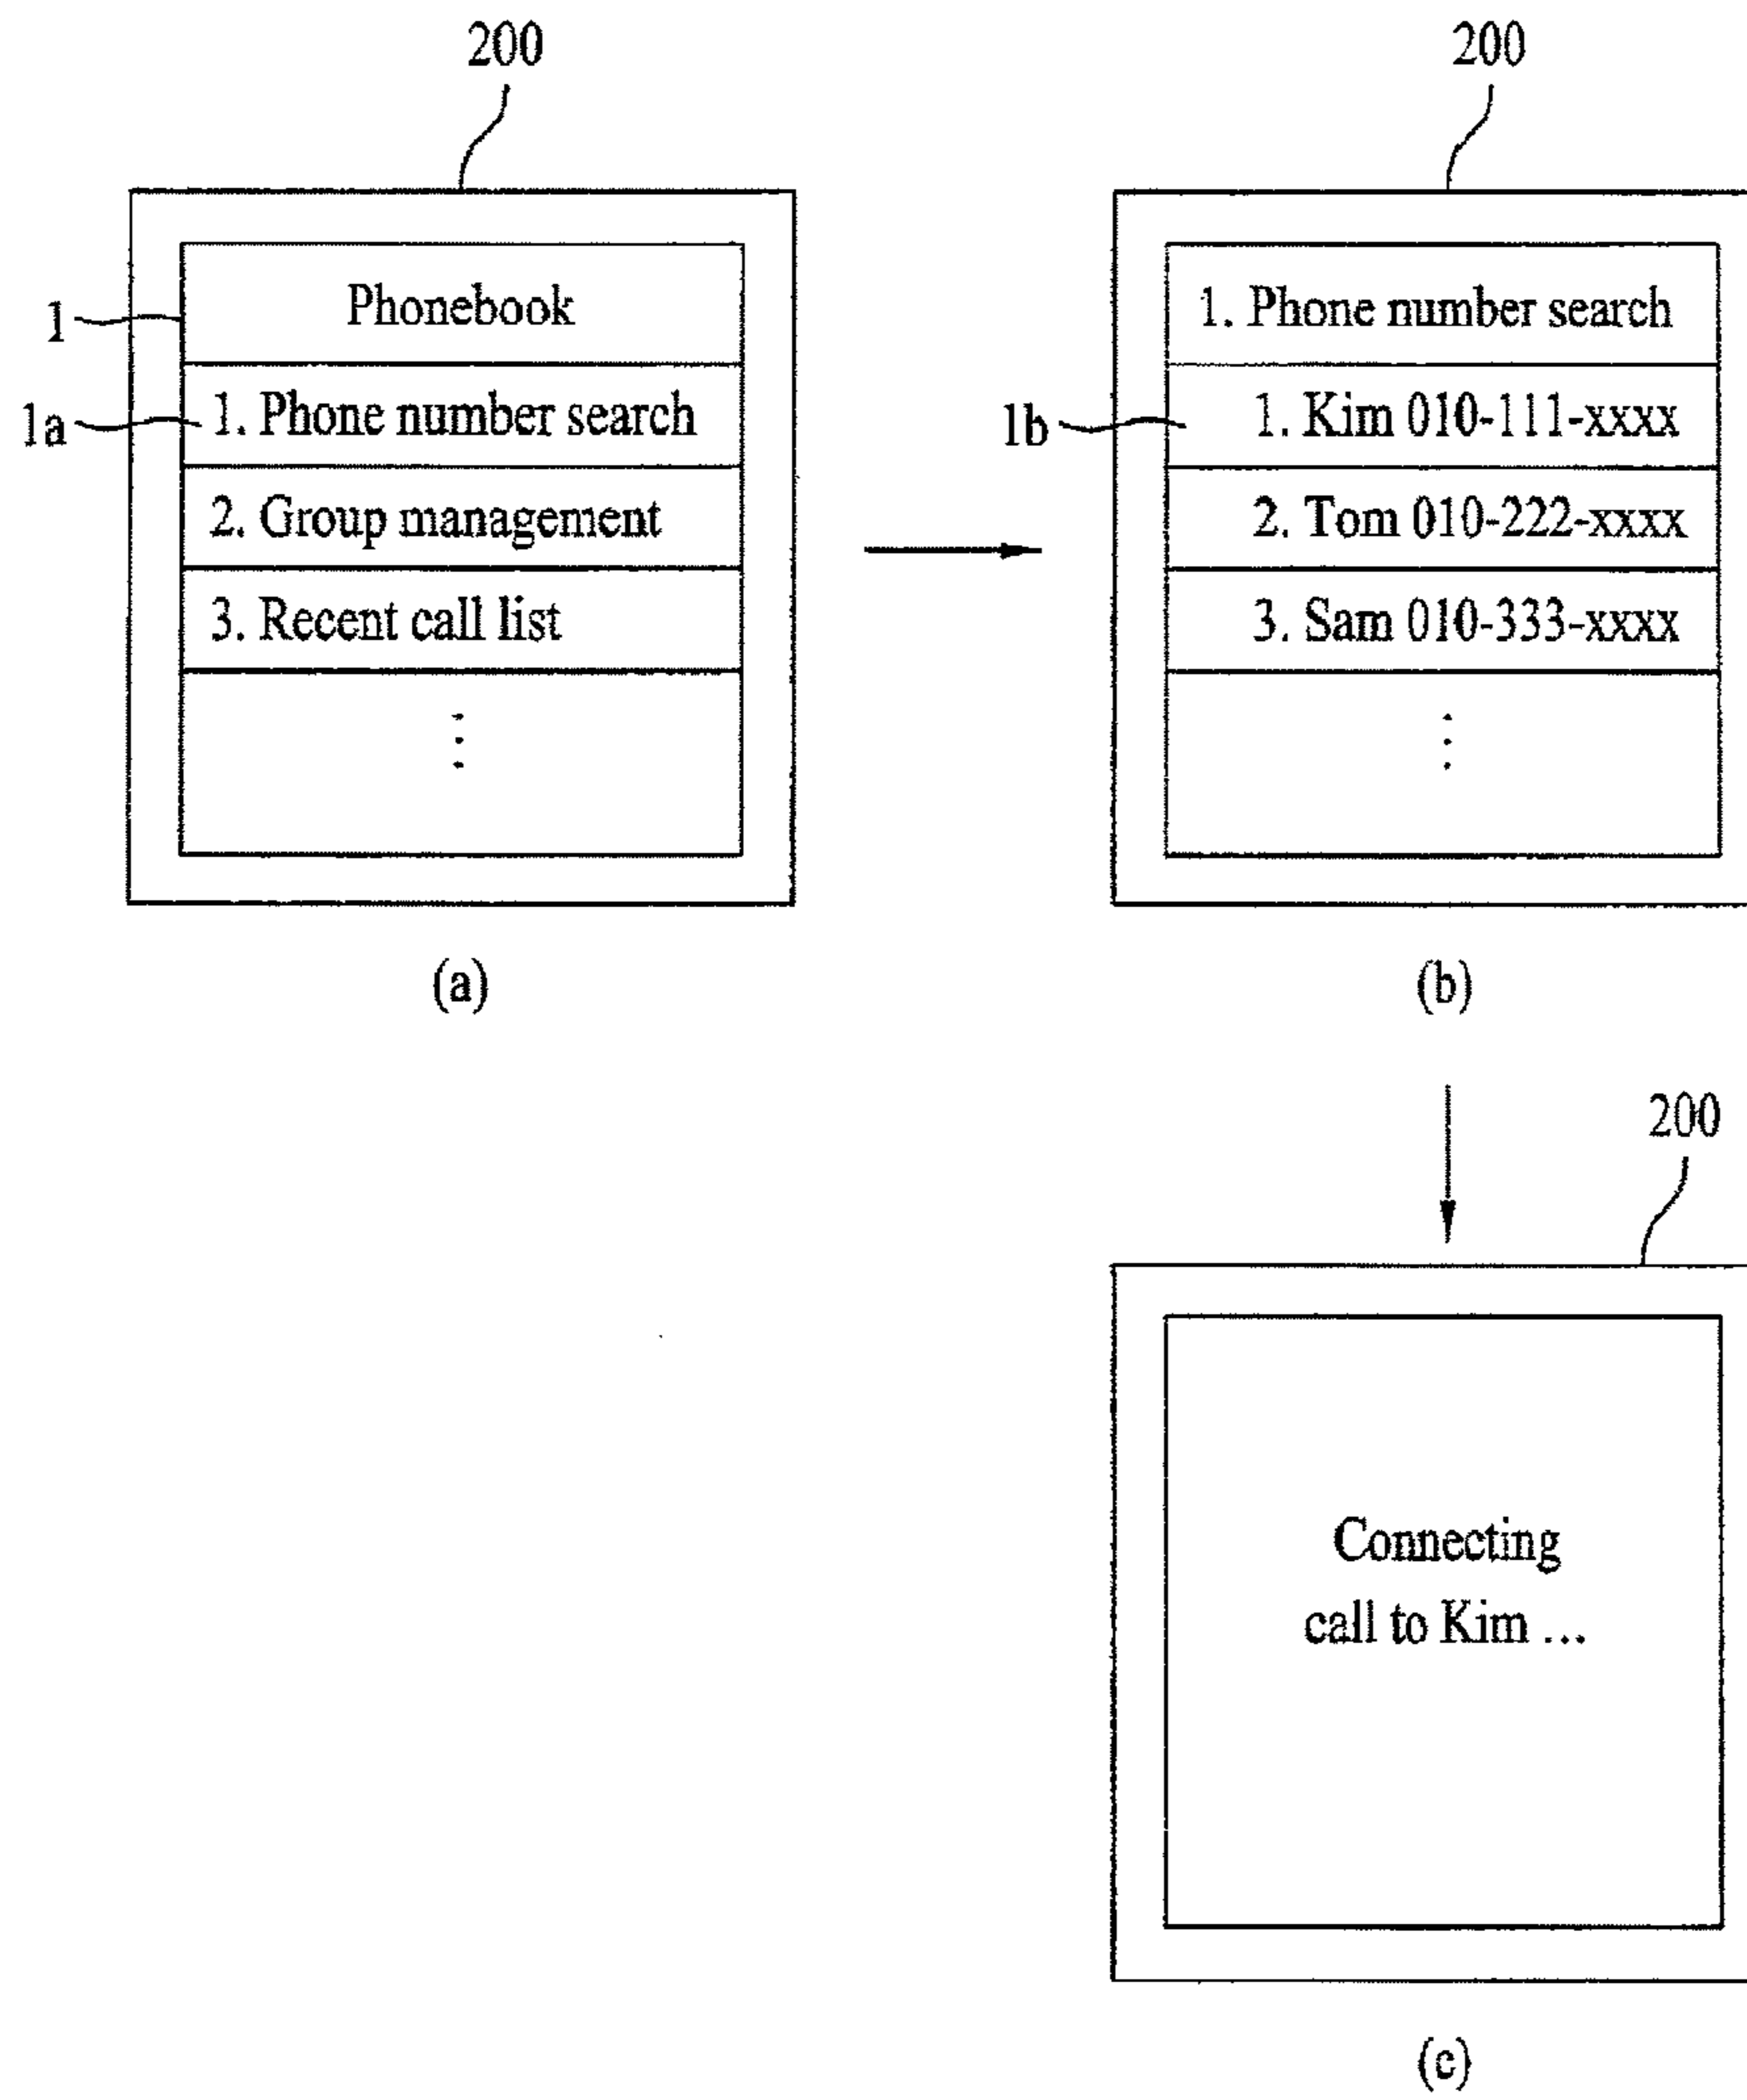 200
200
1
Phonebook
1a
1. Phone number search
2. Group management
3. Recent call list
⋮
(a)
1. Phone number search
1b
1. Kim 010-111-xxxx
2. Tom 010-222-xxxx
3. Sam 010-333-xxxx
⋮
(b)
200
Connecting
call to Kim ...
(c)